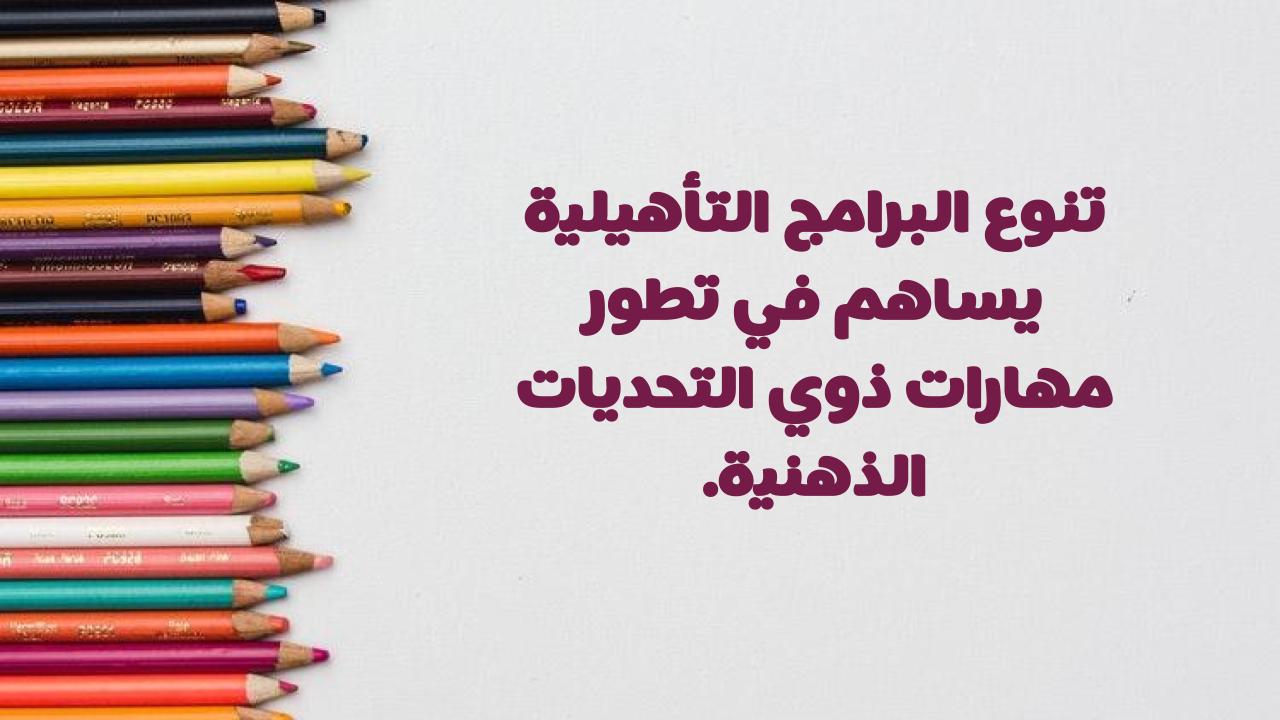 تنوع البرامج التأهيلية
يساهم في تطور
مهارات ذوي التحديات
الذهنية.